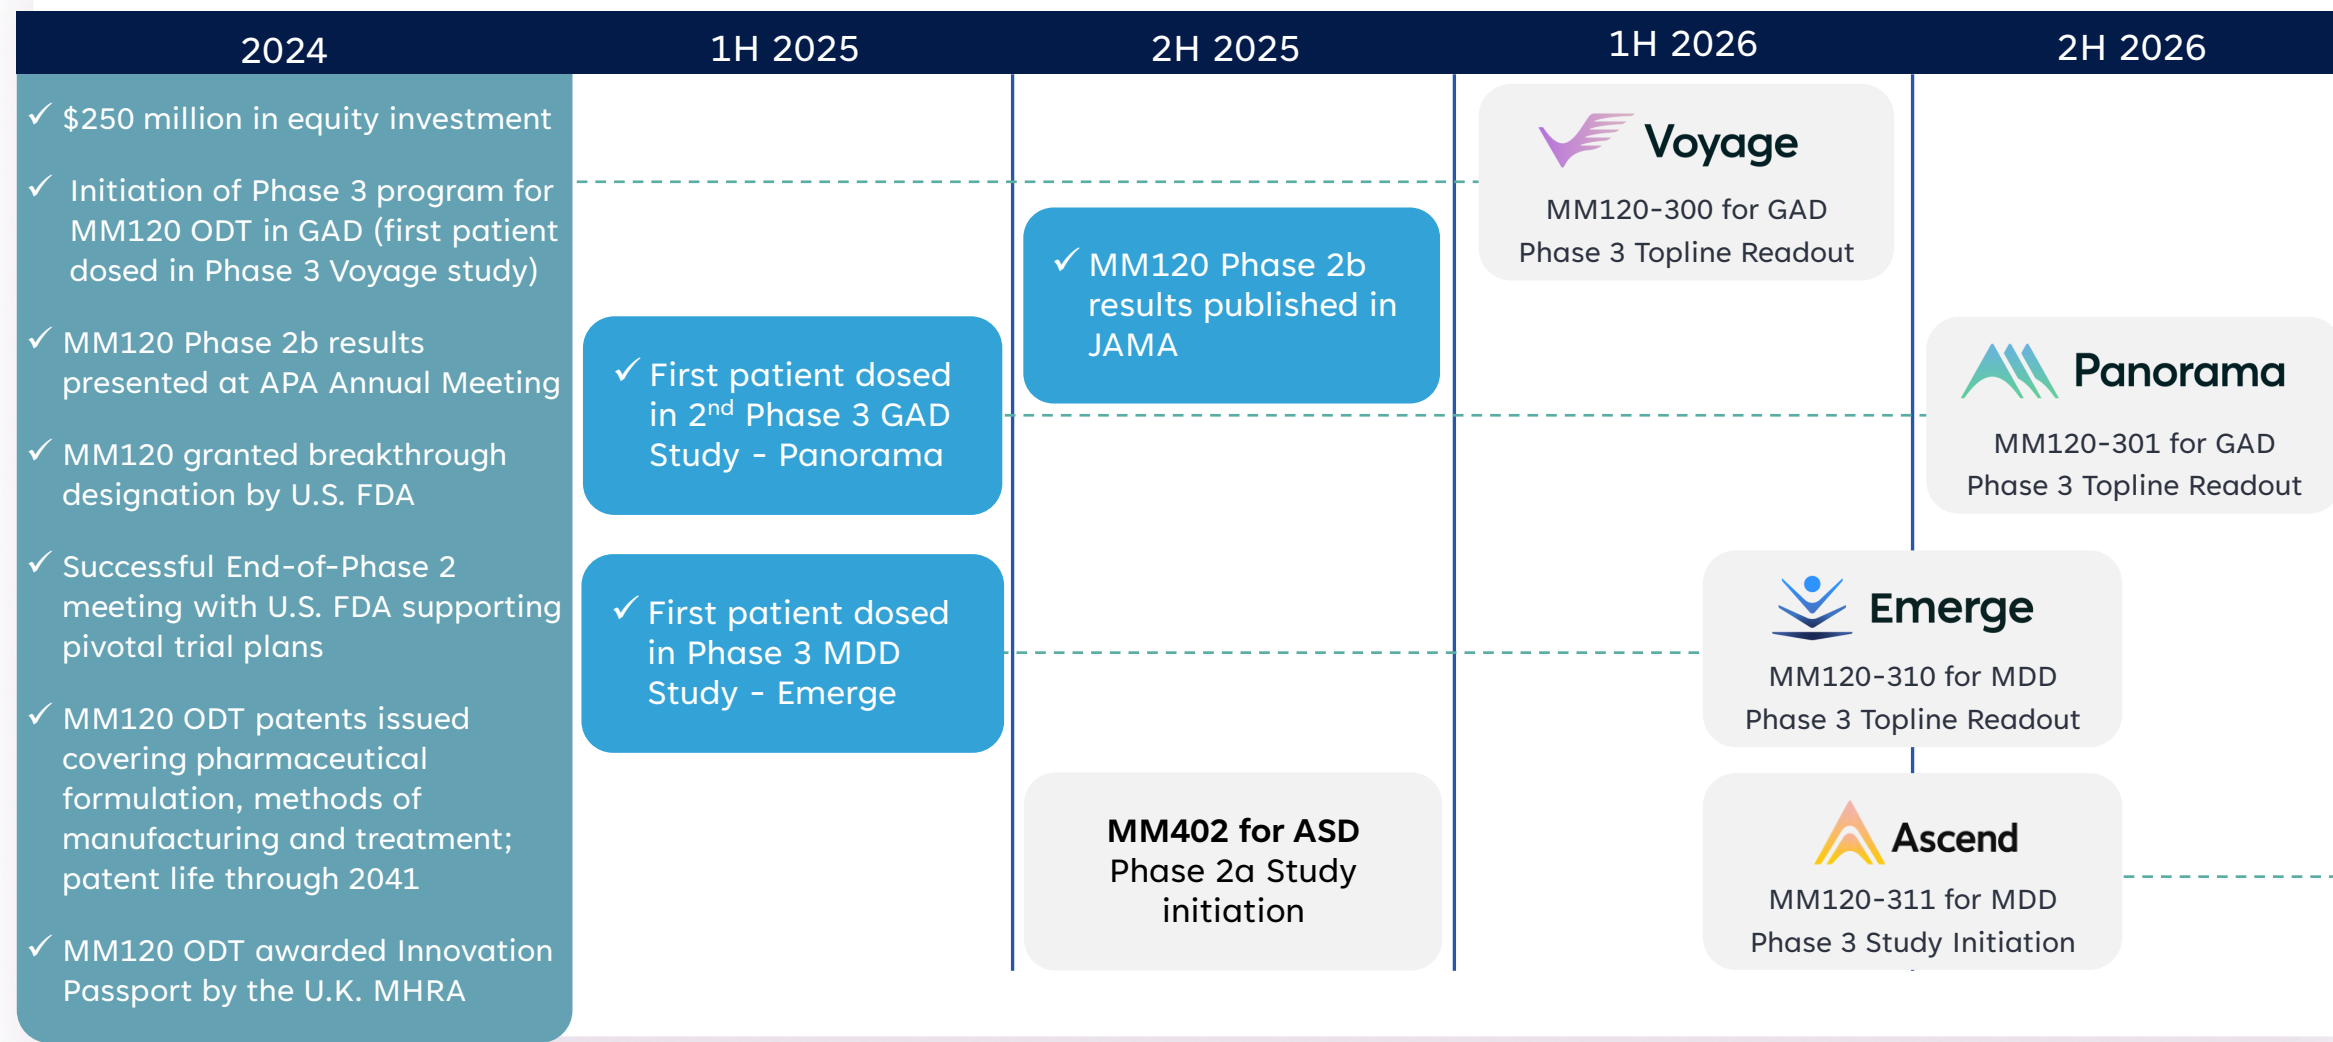 2024
1H 2025
2H 2025
1H 2026
2H 2026
✓ $250 million in equity investment
✓ Initiation of Phase 3 program for
MM120 ODT in GAD (first patient
dosed in Phase 3 Voyage study)
✓ MM120 Phase 2b results
presented at APA Annual Meeting
✓ MM120 granted breakthrough
designation by U.S. FDA
✓ Successful End-of-Phase 2
meeting with U.S. FDA supporting
pivotal trial plans
✓ MM120 ODT patents issued
covering pharmaceutical
formulation, methods of
manufacturing and treatment;
patent life through 2041
✓ MM120 ODT awarded Innovation
Passport by the U.K. MHRA
✓ First patient dosed
in 2nd Phase 3 GAD
Study - Panorama
✓ First patient dosed
in Phase 3 MDD
Study - Emerge
✓ MM120 Phase 2b
results published in
JAMA
MM402 for ASD
Phase 2a Study
initiation
Voyage
MM120-300 for GAD
Phase 3 Topline Readout
Panorama
MM120-301 for GAD
Phase 3 Topline Readout
Emerge
MM120-310 for MDD
Phase 3 Topline Readout
Ascend
MM120-311 for MDD
Phase 3 Study Initiation